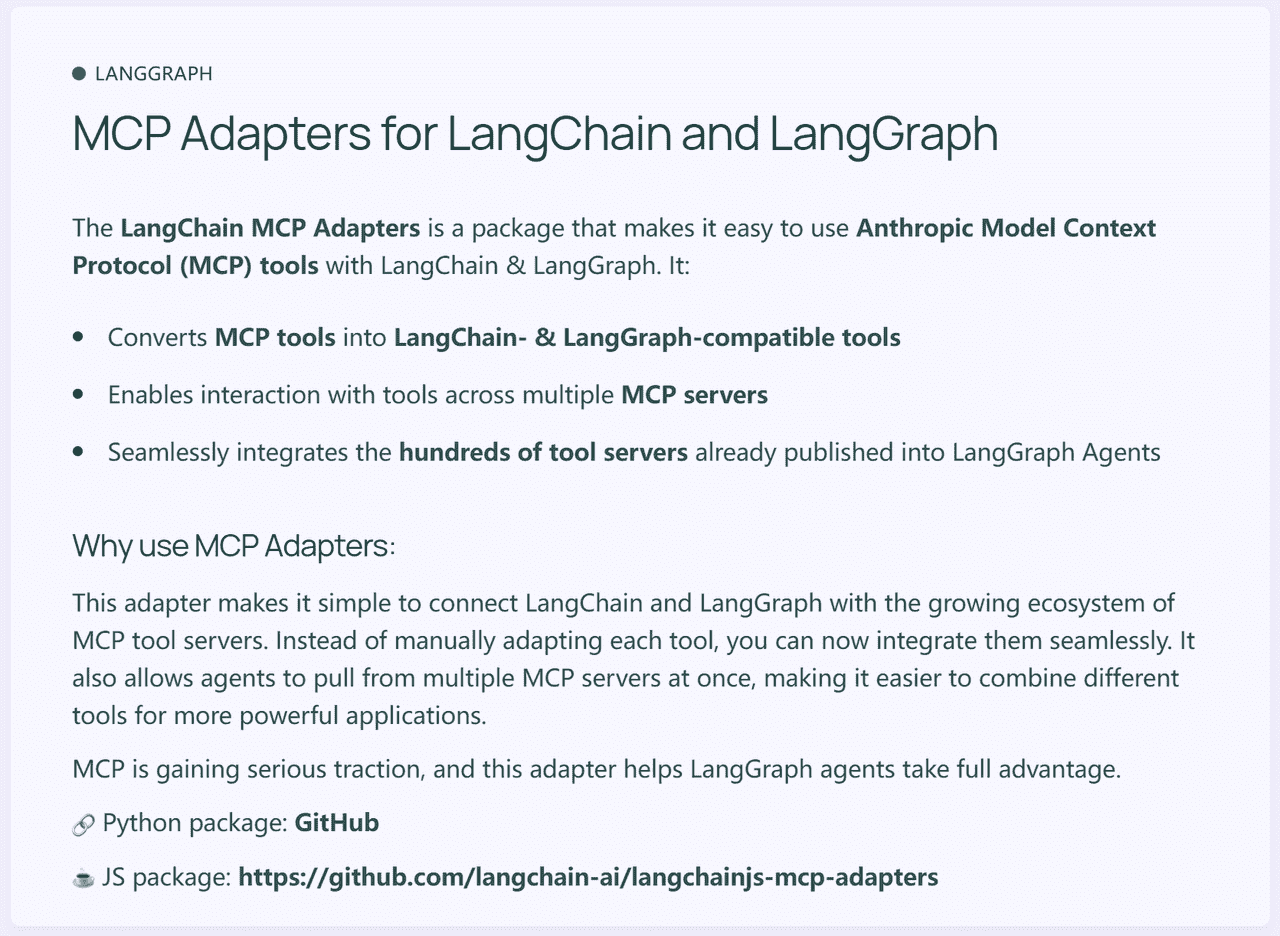 LANGGRAPH
MCP Adapters for LangChain and LangGraph
The LangChain MCP Adapters is a package that makes it easy to use Anthropic Model Context
Protocol (MCP) tools with LangChain & LangGraph. It:
• Converts MCP tools into LangChain- & LangGraph-compatible tools
• Enables interaction with tools across multiple MCP servers
• Seamlessly integrates the hundreds of tool servers already published into LangGraph Agents
Why use MCP Adapters:
This adapter makes it simple to connect LangChain and LangGraph with the growing ecosystem of
MCP tool servers. Instead of manually adapting each tool, you can now integrate them seamlessly. It
also allows agents to pull from multiple MCP servers at once, making it easier to combine different
tools for more powerful applications.
MCP is gaining serious traction, and this adapter helps LangGraph agents take full advantage.
🔗 Python package: GitHub
☕ JS package: https://github.com/langchain-ai/langchainjs-mcp-adapters